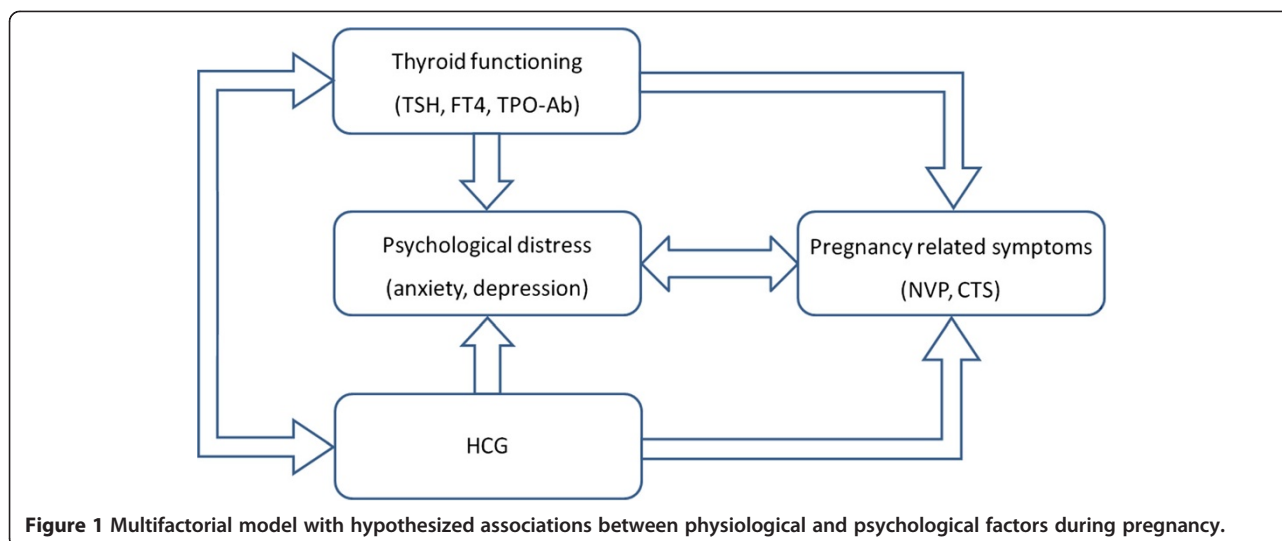 Thyroid functioning
(TSH, FT4, TPO-Ab)
Psychological distress
(anxiety, depression)
Pregnancy related symptoms
(NVP, CTS)
HCG
Figure 1 Multifactorial model with hypothesized associations between physiological and psychological factors during pregnancy.